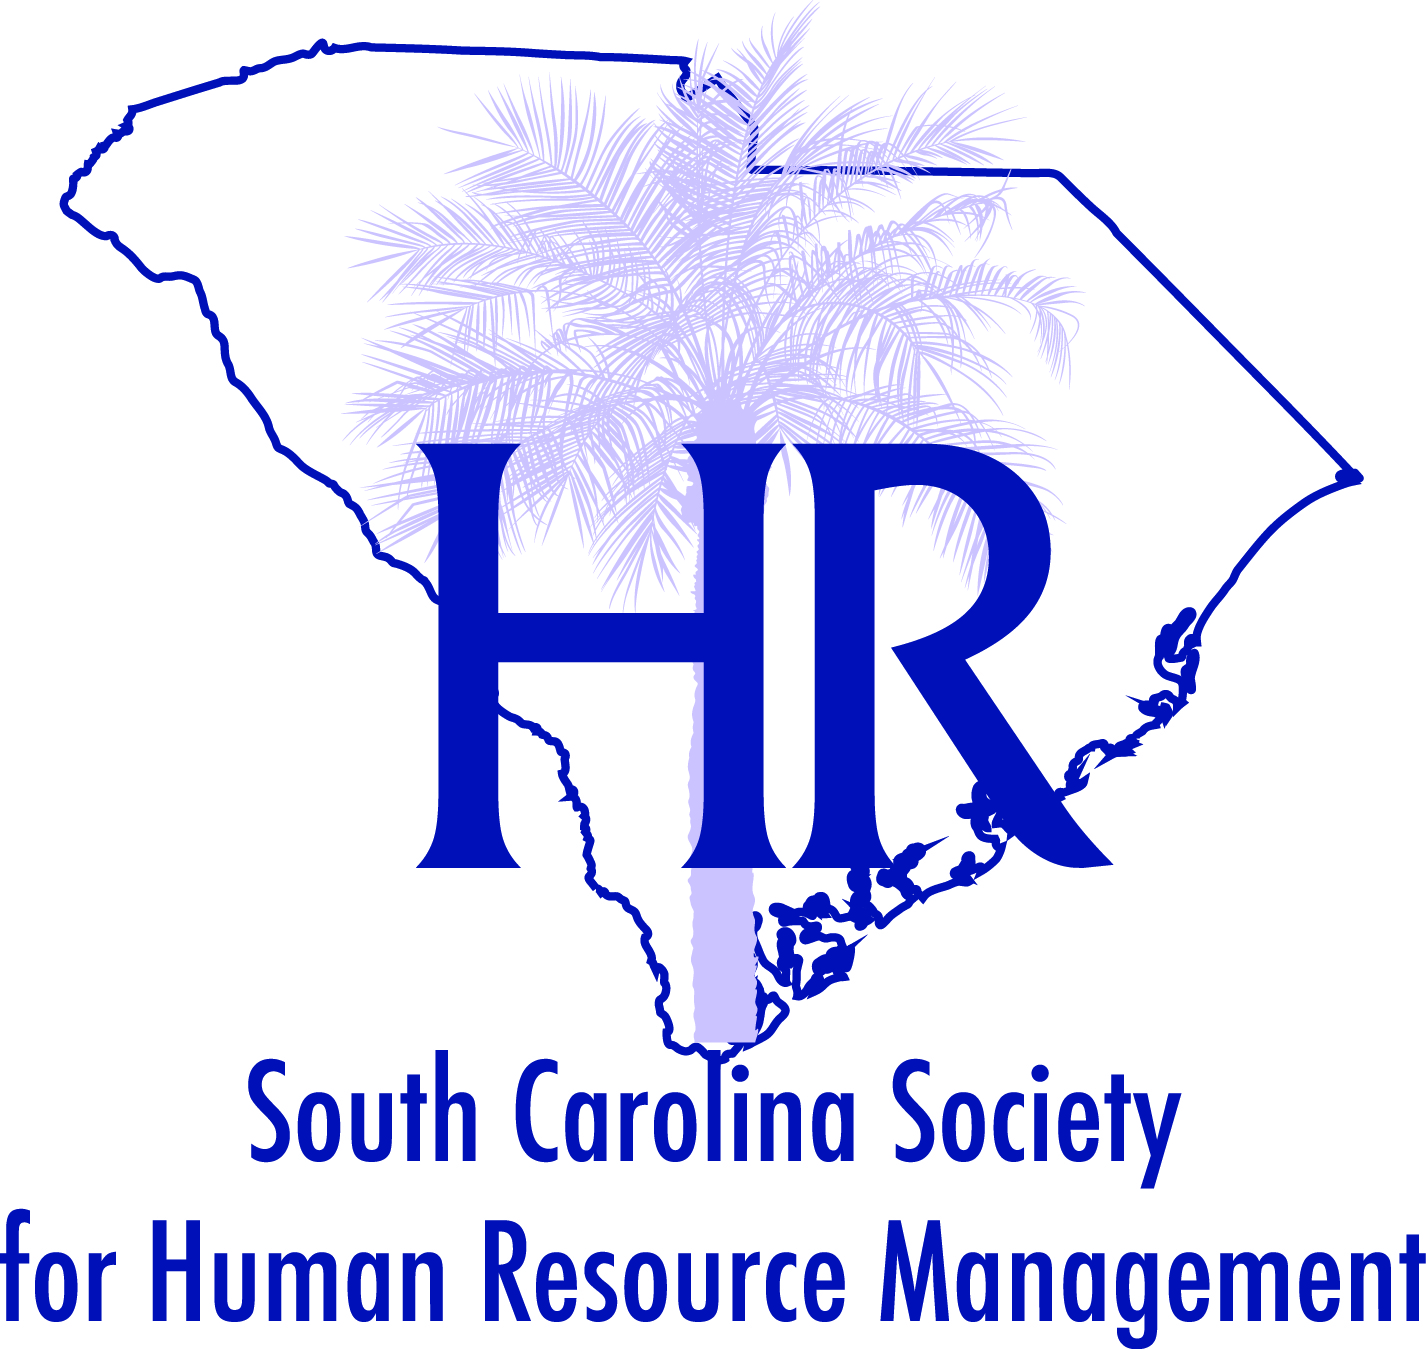 HR
South Carolina Society
for Human Resource Management